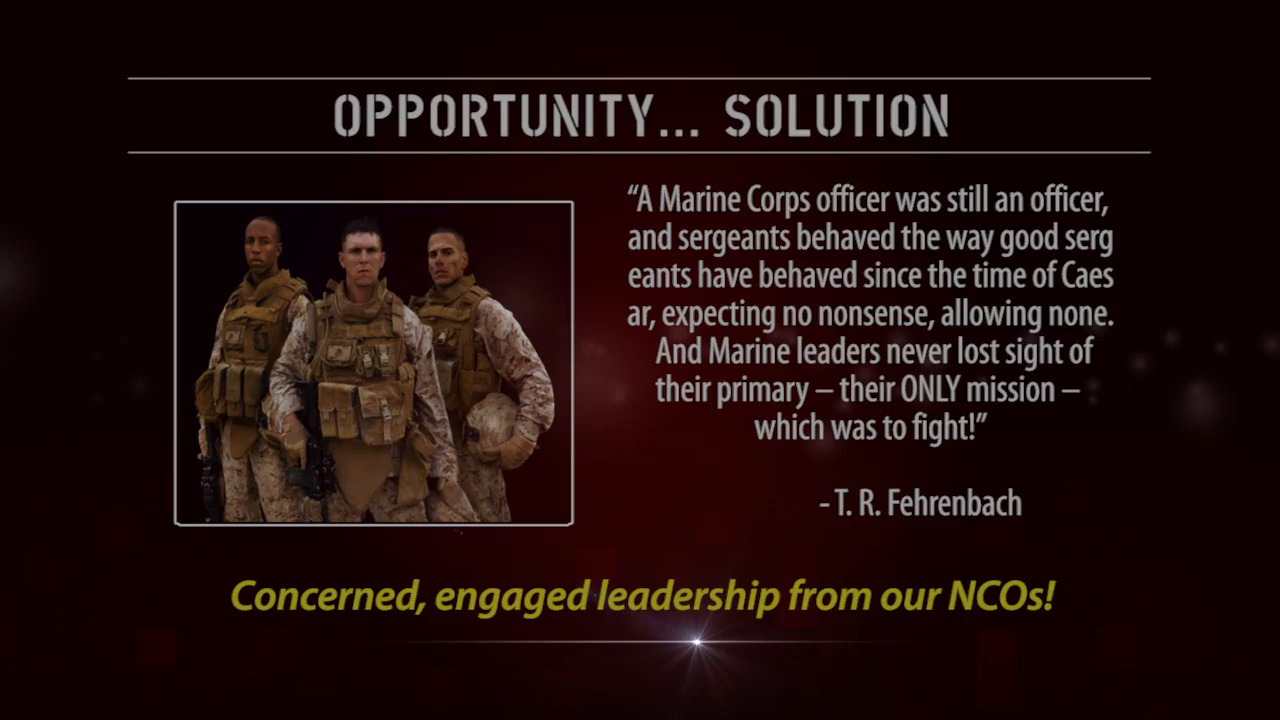 OPPORTUNITY... SOLUTION
“A Marine Corps officer was still an officer,
and sergeants behaved the way good serg
eants have behaved since the time of Caes
ar, expecting no nonsense, allowing none.
And Marine leaders never lost sight of
their primary – their ONLY mission –
which was to fight!”
- T. R. Fehrenbach
Concerned, engaged leadership from our NCOs!